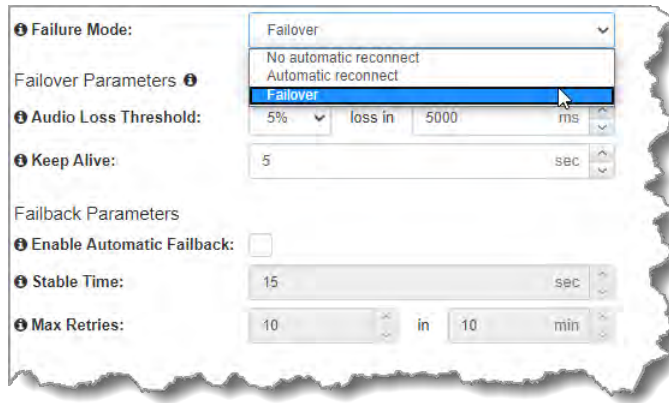 Failure Mode: Failover
No automatic reconnect
Automatic reconnect
Failover
Failover Parameters
Audio Loss Threshold: 5% loss in 5000 ms
Keep Alive: 5 sec
Failback Parameters
Enable Automatic Failback:
Stable Time: 15 sec
Max Retries: 10 in 10 min